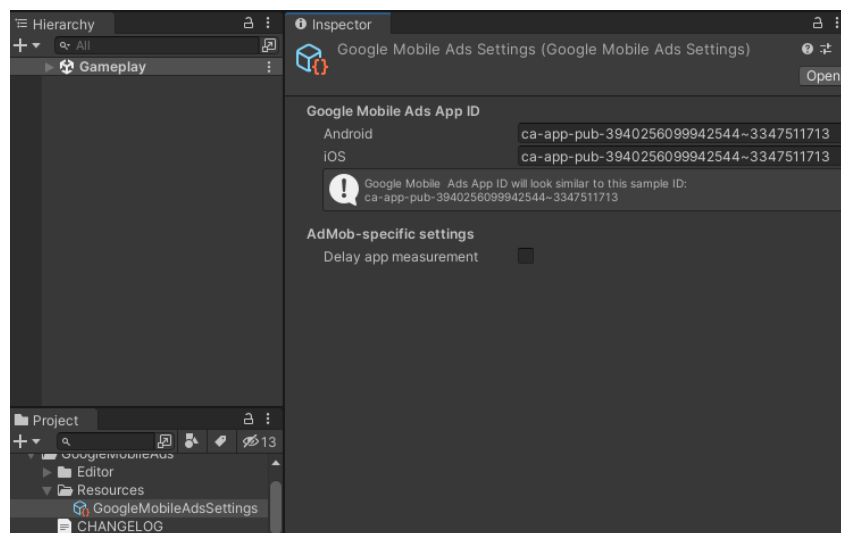 Hierarchy
All
Gameplay
Inspector
Google Mobile Ads Settings (Google Mobile Ads Settings)
Open
Google Mobile Ads App ID
Android
ca-app-pub-3940256099942544~3347511713
iOS
ca-app-pub-3940256099942544~3347511713
Google Mobile Ads App ID will look similar to this sample ID:
ca-app-pub-3940256099942544~3347511713
AdMob-specific settings
Delay app measurement
Project
13
GoogleMobileAds
Editor
Resources
GoogleMobileAdsSettings
CHANGELOG